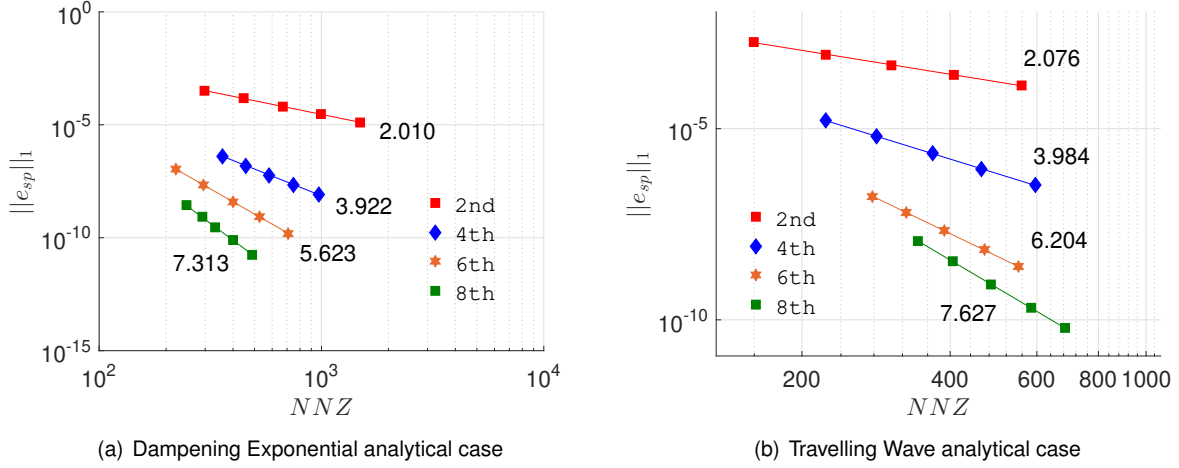 10^0
10^-5
10^-10
10^-15
||e_sp||_1
2.010
3.922
5.623
7.313
2nd
4th
6th
8th
10^2
10^3
10^4
NNZ
(a) Dampening Exponential analytical case
10^-5
10^-10
||e_sp||_1
2.076
3.984
6.204
7.627
2nd
4th
6th
8th
200
400
600
800
1000
NNZ
(b) Travelling Wave analytical case